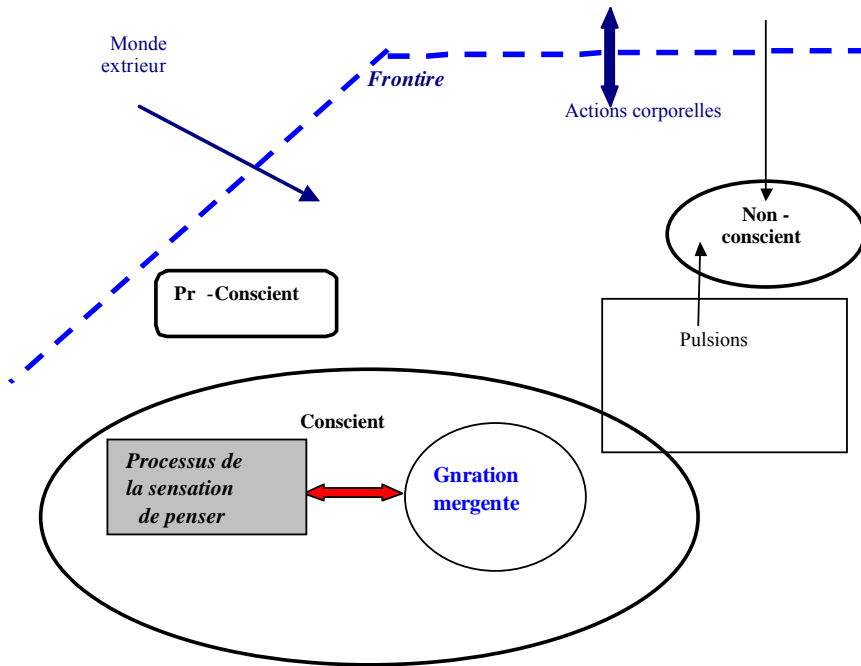 Monde
extrieur
Frontire
Actions corporelles
Non -
conscient
Pr -Conscient
Pulsions
Conscient
Processus de
la sensation
de penser
Gnration
mergente